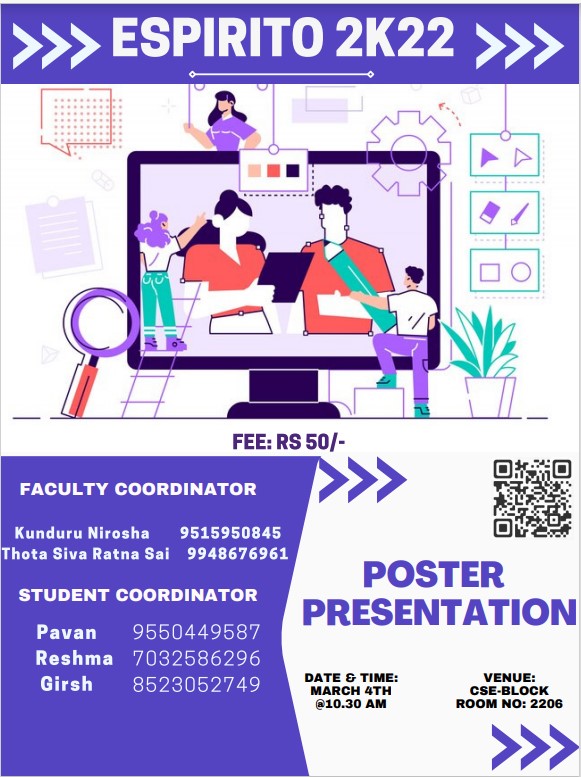 ESPIRITO 2K22
FEE: RS 50/-
FACULTY COORDINATOR
Kunduru Nirosha 9515950845
Thota Siva Ratna Sai 9948676961
STUDENT COORDINATOR
Pavan 9550449587
Reshma 7032586296
Girsh 8523052749
POSTER
PRESENTATION
DATE & TIME:
MARCH 4TH
@10.30 AM
VENUE:
CSE-BLOCK
ROOM NO: 2206